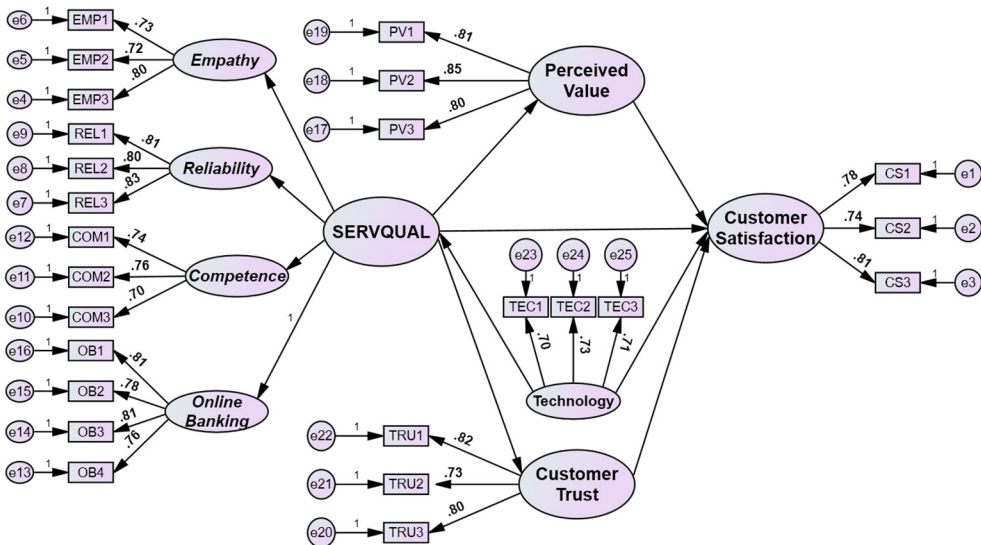 e6 1 EMP1 .73
e5 1 EMP2 .72
e4 1 EMP3 .80
Empathy
e9 1 REL1 .81
e8 1 REL2 .80
e7 1 REL3 .83
Reliability
e12 1 COM1 .74
e11 1 COM2 .76
e10 1 COM3 .70
Competence
e16 1 OB1 .81
e15 1 OB2 .78
e14 1 OB3 .81
e13 1 OB4 .76
Online
Banking
1
SERVQUAL
e19 1 PV1 .81
e18 1 PV2 .85
e17 1 PV3 .80
Perceived
Value
e23 e24 e25
1 1 1
TEC1 TEC2 TEC3
.70 .73 .71
Technology
e22 1 TRU1 .82
e21 1 TRU2 .73
e20 1 TRU3 .80
Customer
Trust
Customer
Satisfaction
.78 CS1 1 e1
.74 CS2 1 e2
.81 CS3 1 e3